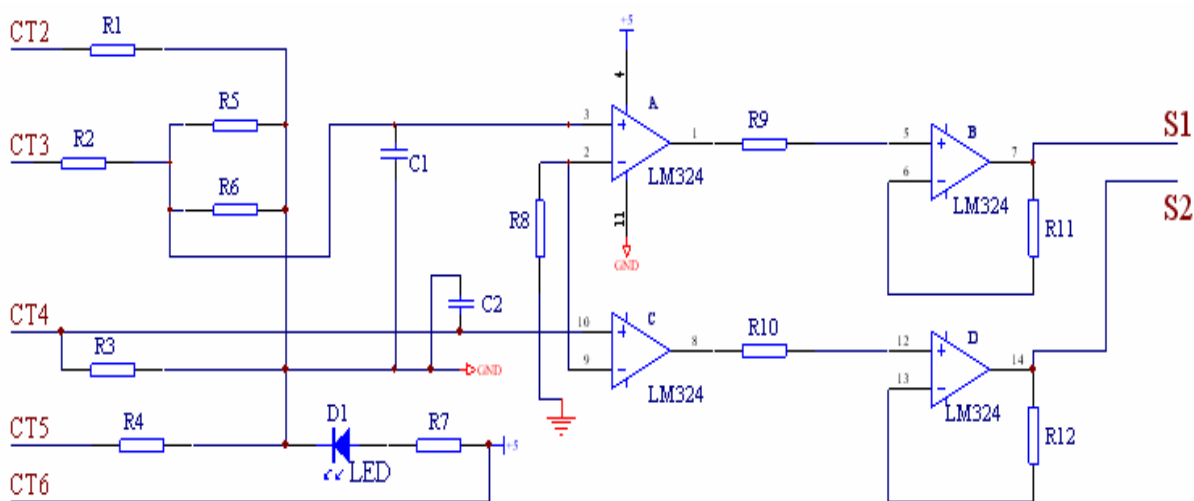 CT2
R1
+5
4
A
R5
3
1
R9
5
B
7
S1
CT3
R2
C1
2
LM324
6
LM324
S2
R6
R8
11
R11
GND
CT4
C2
10
C
8
R10
12
D
14
R3
GND
9
LM324
13
LM324
CT5
R4
D1
R7
+5
R12
LED
CT6